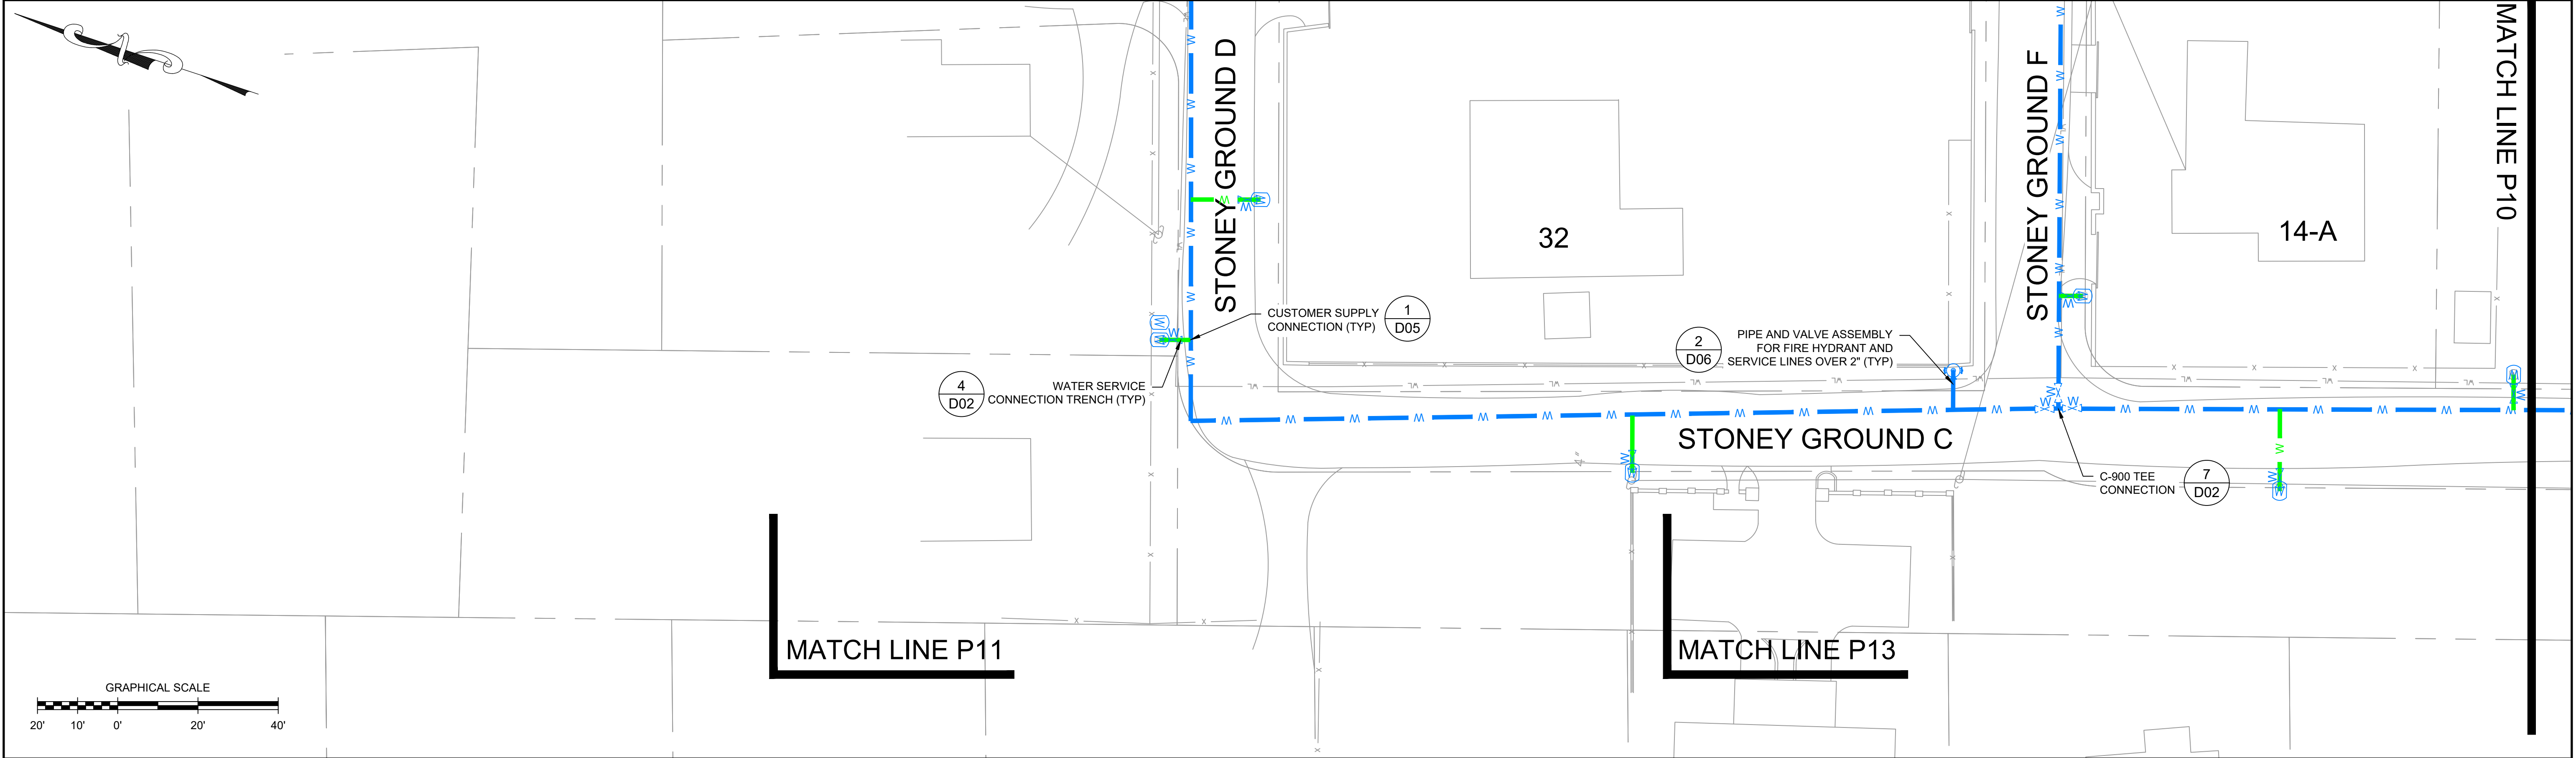 STONEY GROUND D
STONEY GROUND F
MATCH LINE P10
32
14-A
CUSTOMER SUPPLY
CONNECTION (TYP)
1
D05
2
D06
PIPE AND VALVE ASSEMBLY
FOR FIRE HYDRANT AND
SERVICE LINES OVER 2" (TYP)
4
D02
WATER SERVICE
CONNECTION TRENCH (TYP)
STONEY GROUND C
C-900 TEE
CONNECTION
7
D02
MATCH LINE P11
MATCH LINE P13
GRAPHICAL SCALE
20' 10' 0' 20' 40'